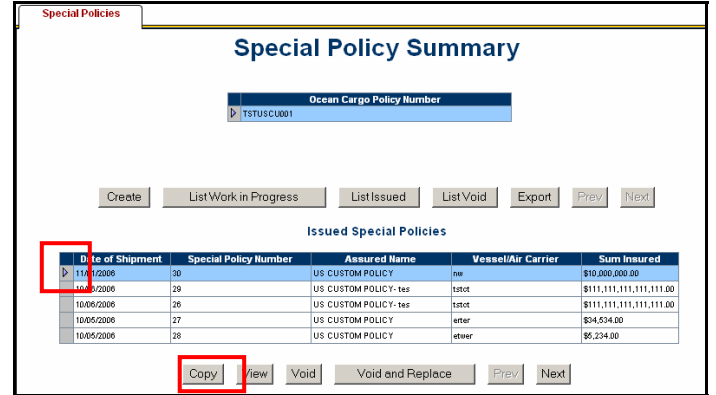 Special Policies
Special Policy Summary
Ocean Cargo Policy Number
TSTUSCU001
Create List Work in Progress List Issued List Void Export Prev Next
Issued Special Policies
Date of Shipment Special Policy Number Assured Name Vessel/Air Carrier Sum Insured
11/01/2006 30 US CUSTOM POLICY nw $10,000,000.00
29 US CUSTOM POLICY- tes tstct $111,111,111,111,111.00
10/06/2006 26 US CUSTOM POLICY- tes tstct $111,111,111,111,111.00
10/05/2006 27 US CUSTOM POLICY erter $34,534.00
10/05/2006 28 US CUSTOM POLICY etwer $5,234.00
Copy View Void Void and Replace Prev Next